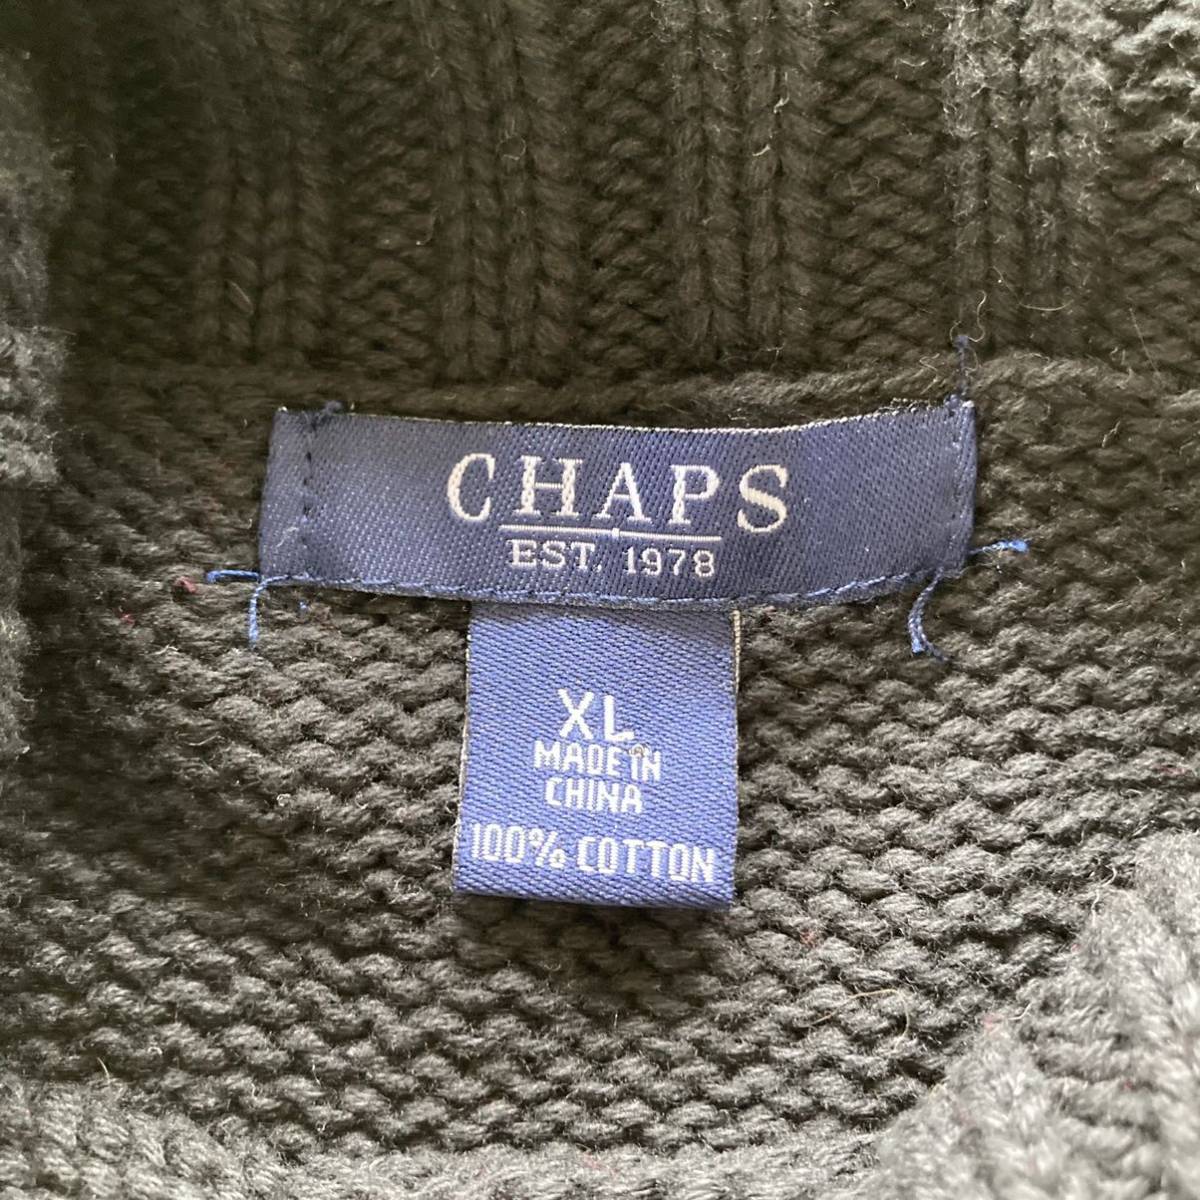 CHAPS
EST. 1978
XL
MADE IN
CHINA
100% COTTON